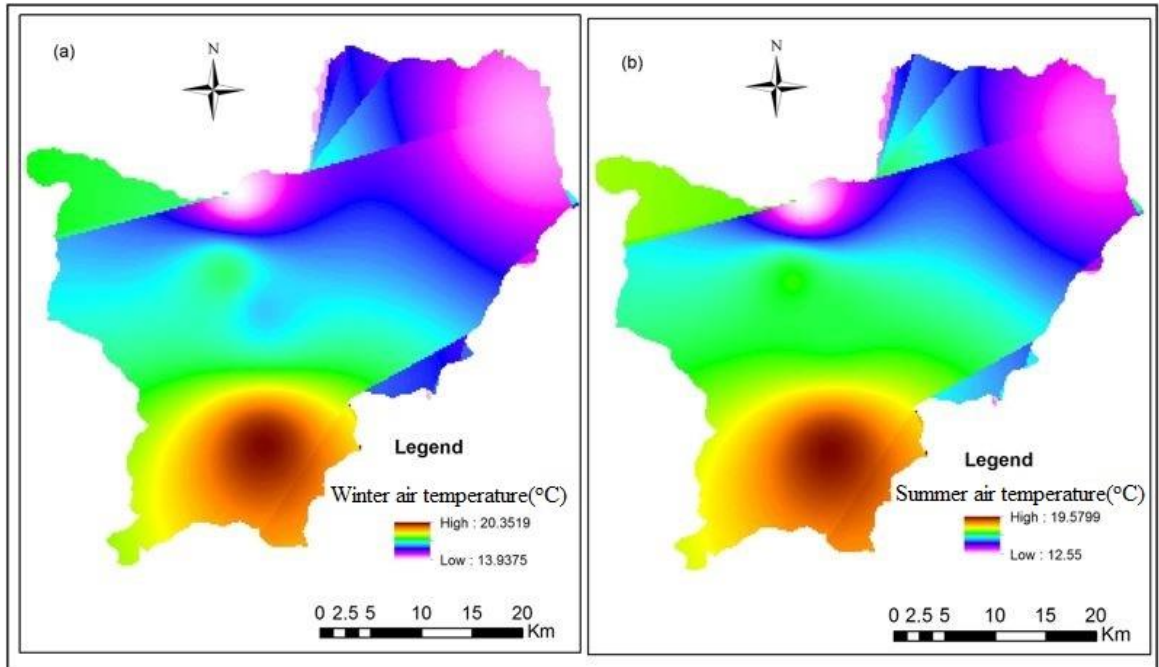 (a)
N
Legend
Winter air temperature(°C)
High : 20.3519
Low : 13.9375
0 2.5 5 10 15 20
Km
(b)
N
Legend
Summer air temperature(°C)
High : 19.5799
Low : 12.55
0 2.5 5 10 15 20
Km